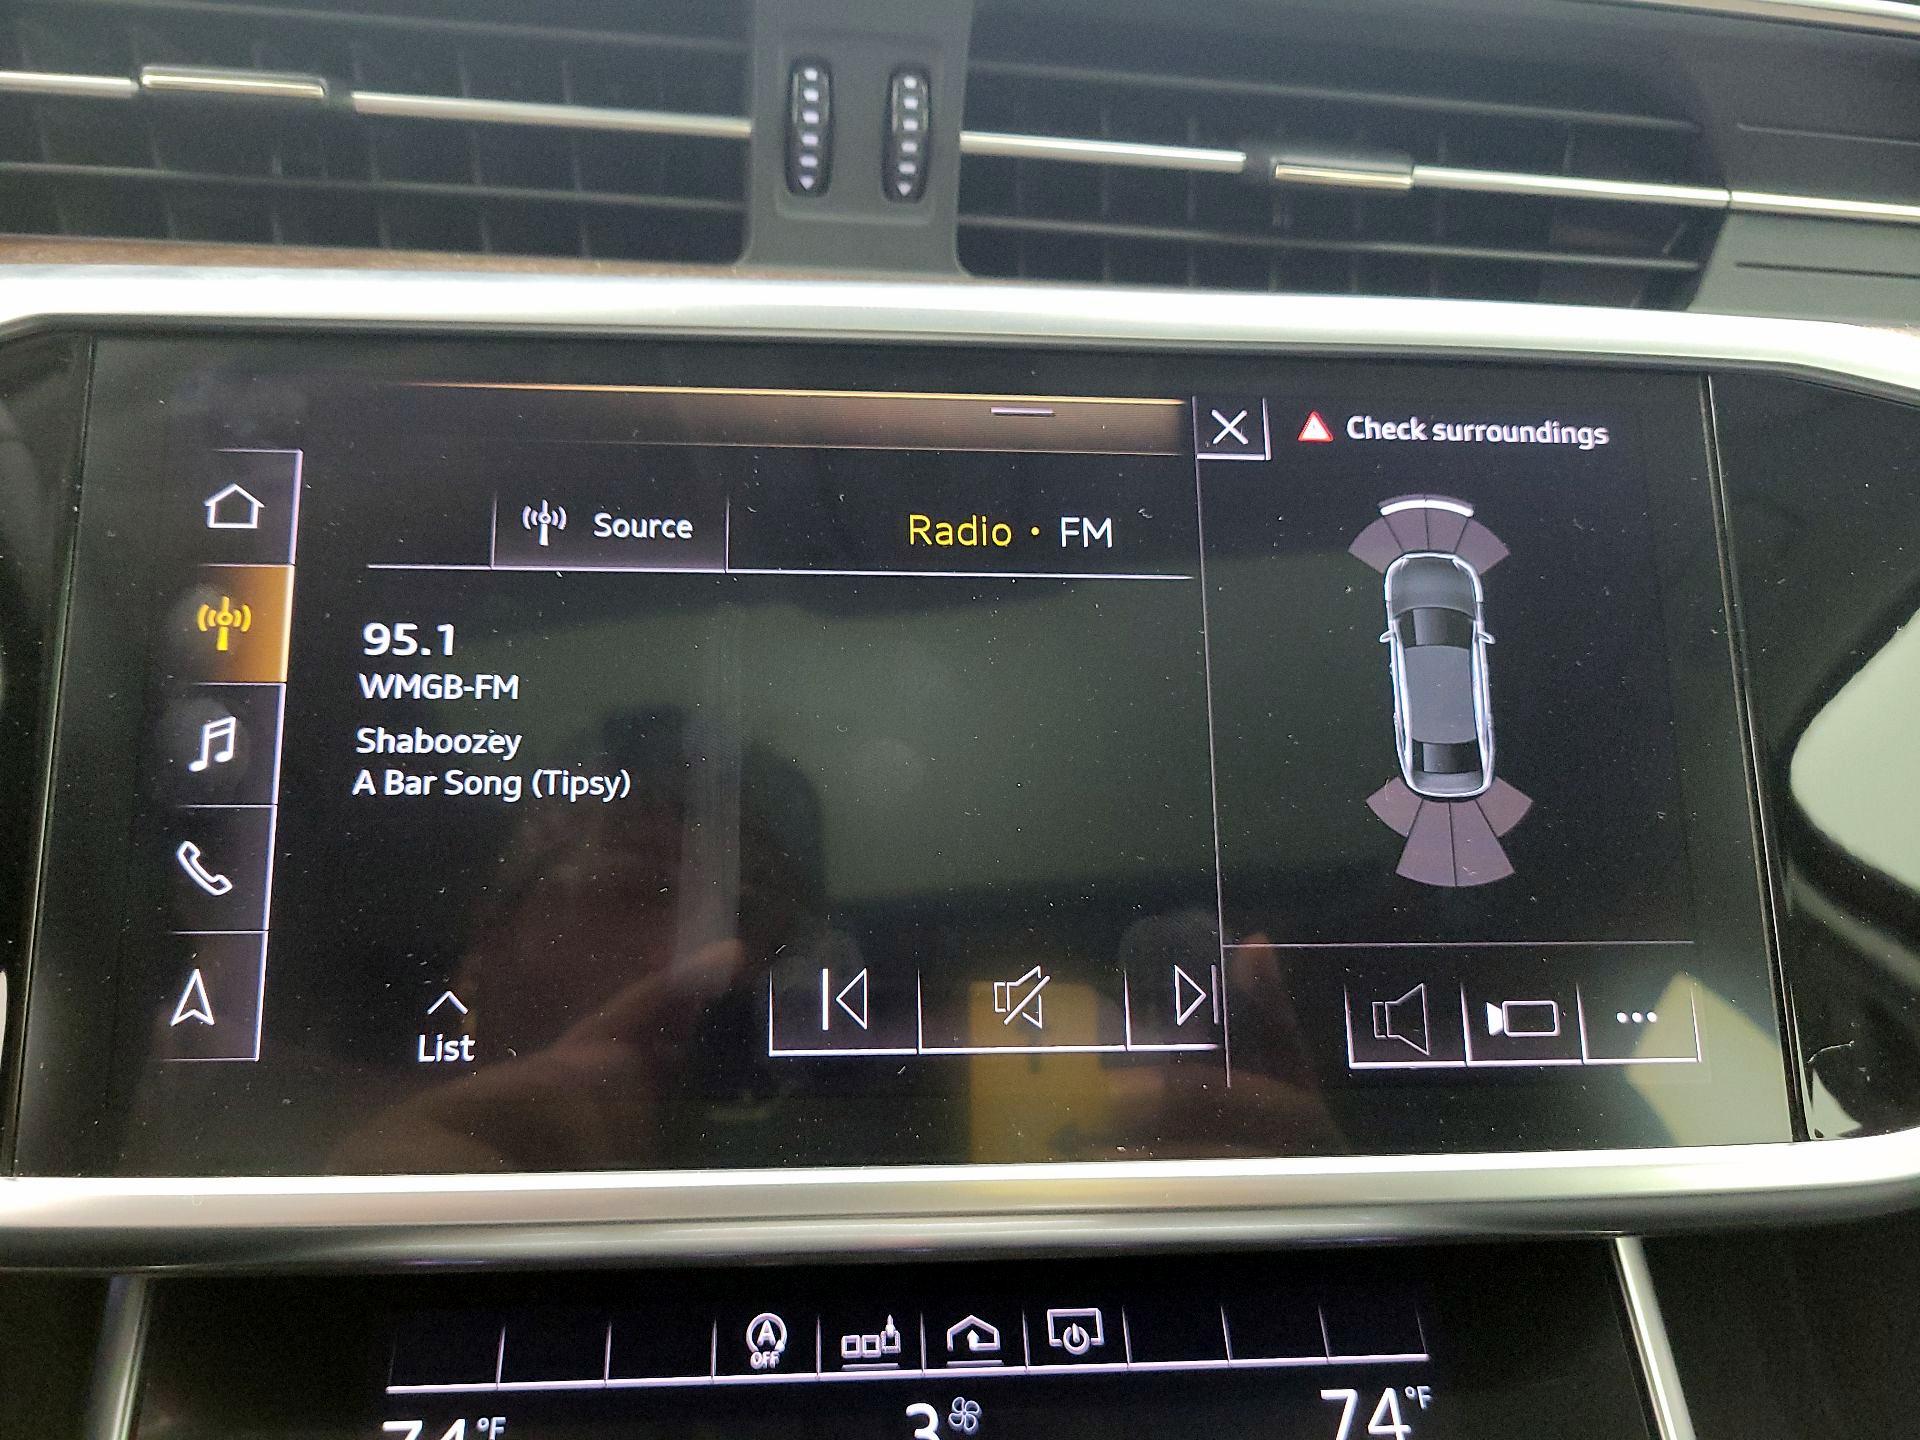 Check surroundings
Source
Radio • FM
95.1
WMGB-FM
Shaboozey
A Bar Song (Tipsy)
List
A
OFF
74°F
3
74°F